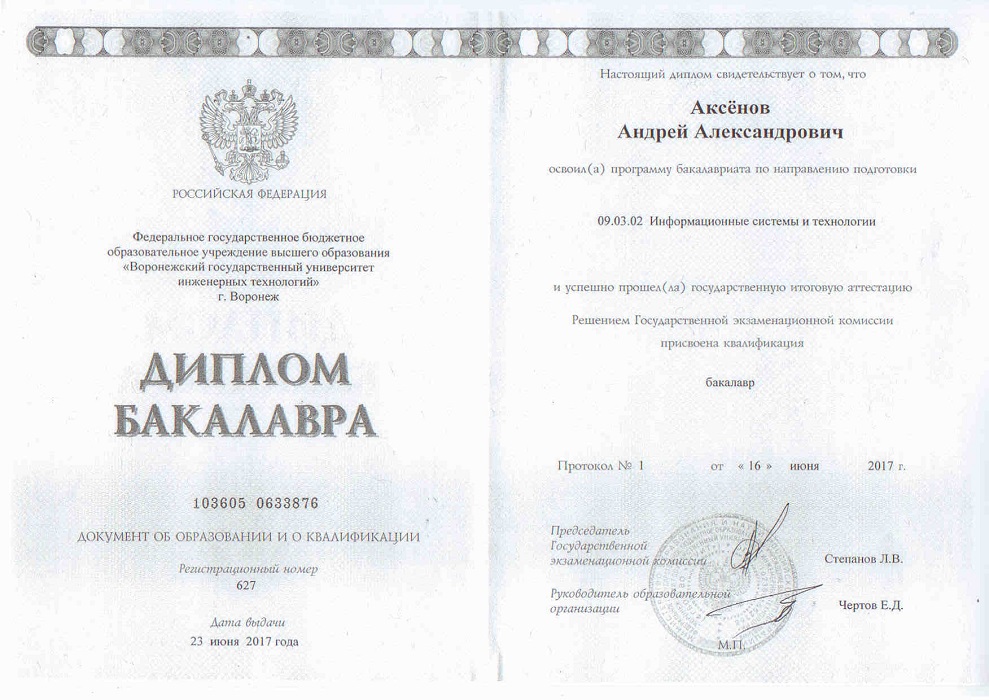 РОССИЙСКАЯ ФЕДЕРАЦИЯ
Федеральное государственное бюджетное
образовательное учреждение высшего образования
«Воронежский государственный университет
инженерных технологий»
г. Воронеж
ДИПЛОМ
БАКАЛАВРА
103605 0633876
ДОКУМЕНТ ОБ ОБРАЗОВАНИИ И О КВАЛИФИКАЦИИ
Регистрационный номер
627
Дата выдачи
23 июня 2017 года
Настоящий диплом свидетельствует о том, что
Аксёнов
Андрей Александрович
освоил(а) программу бакалавриата по направлению подготовки
09.03.02 Информационные системы и технологии
и успешно прошел(ла) государственную итоговую аттестацию
Решением Государственной экзаменационной комиссии
присвоена квалификация
бакалавр
Протокол № 1 от « 16 » июня 2017 г.
Председатель
Государственной
экзаменационной комиссии
Степанов Л.В.
Руководитель образовательной
организации
Чертов Е.Д.
М.П.